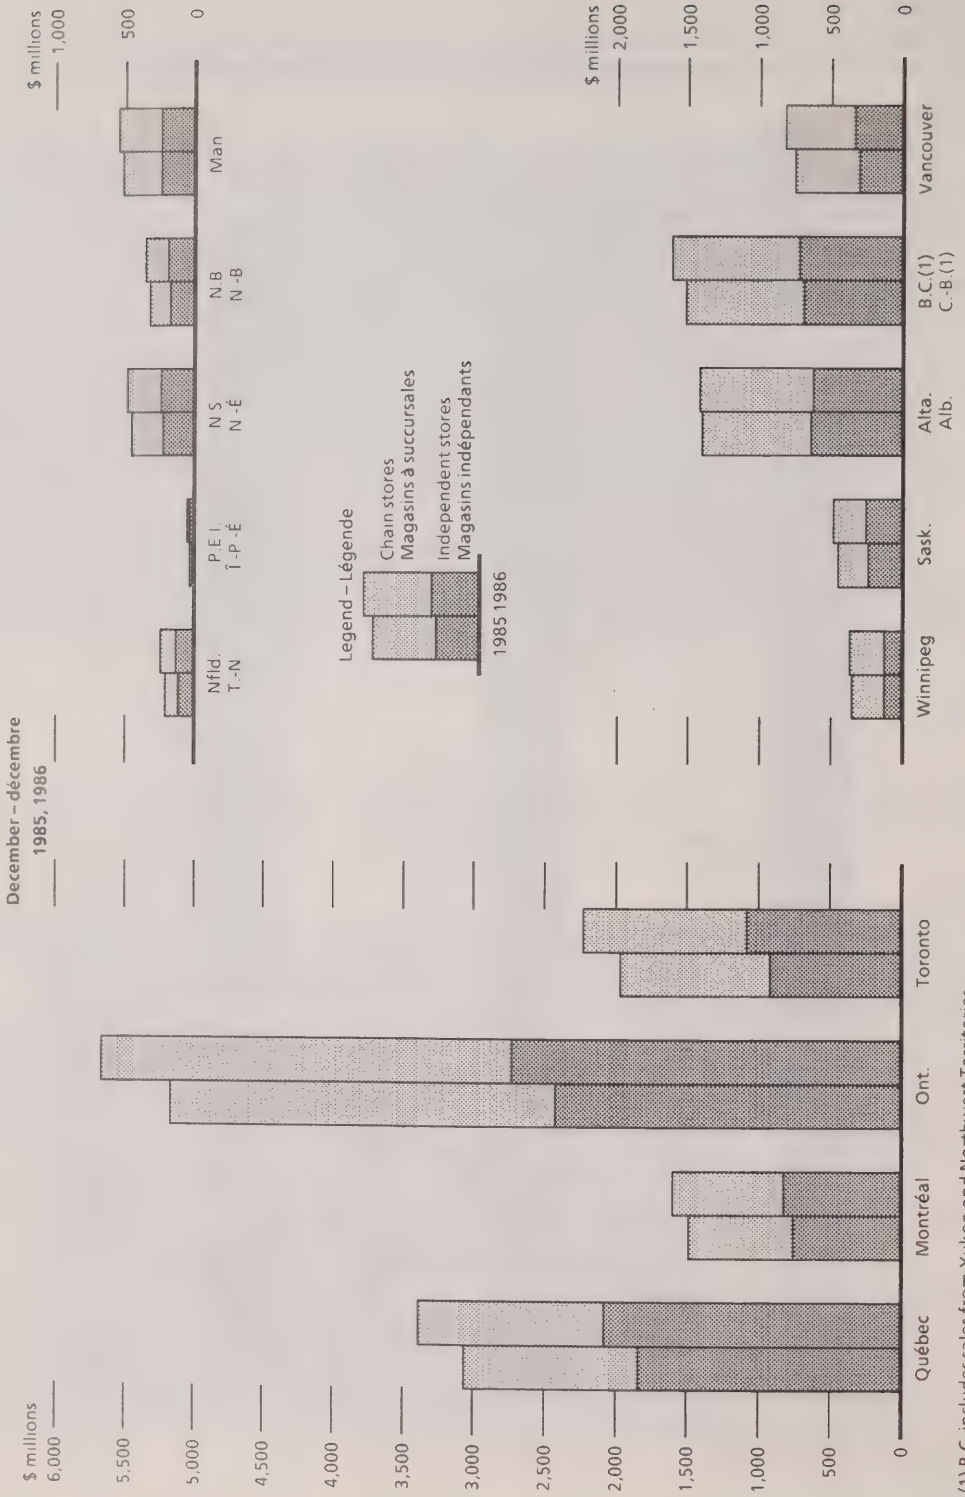 December – décembre
1985, 1986
$ millions
6,000
5,500
5,000
4,500
4,000
3,500
3,000
2,500
2,000
1,500
1,000
500
0
Québec
Montréal
Ont.
Toronto
$ millions
1,000
500
0
Nfld.
T.-N
P.E I.
Î-P-É
N S
N-É
N.B
N-B
Man
Legend – Légende
Chain stores
Magasins à succursales
Independent stores
Magasins indépendants
1985 1986
$ millions
2,000
1,500
1,000
500
0
Winnipeg
Sask.
Alta.
Alb.
B.C.(1)
C.-B.(1)
Vancouver
(1) B.C. includes sales from Yukon and Northwest Territories